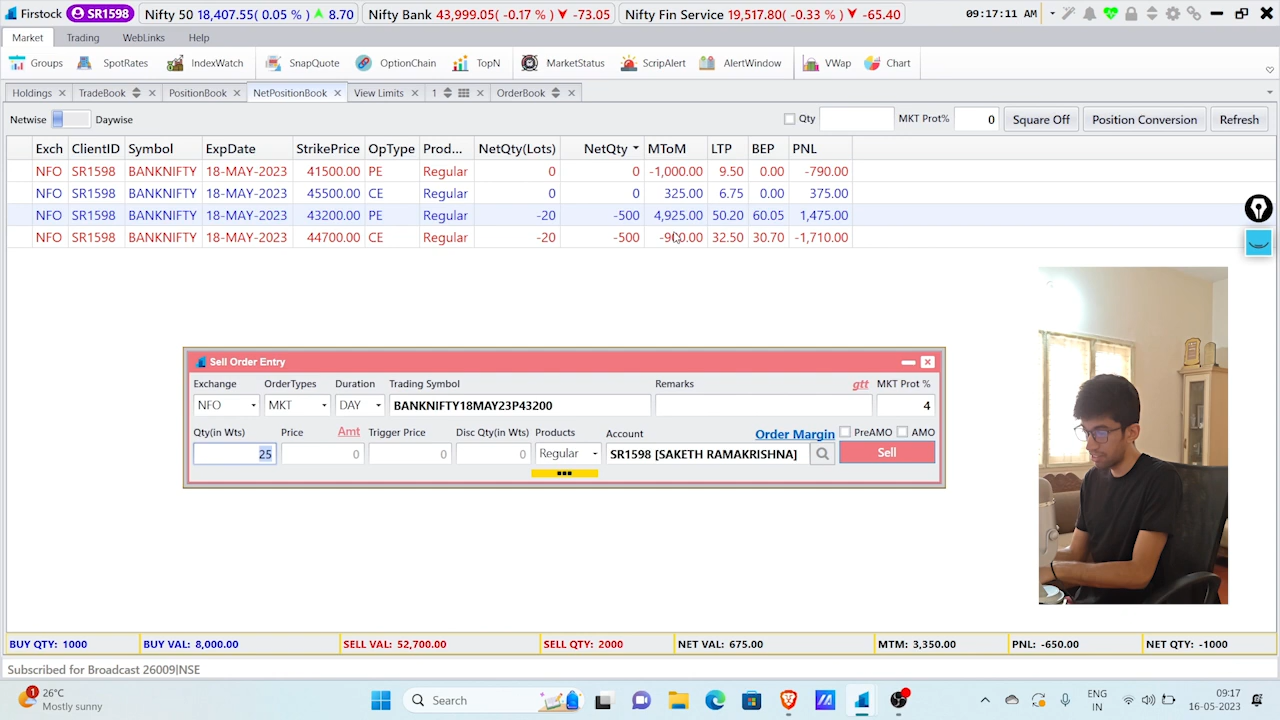 Firstock SR1598 Nifty 50 18,407.55( 0.05 % ) 8.70 Nifty Bank 43,999.05( -0.17 % ) -73.05 Nifty Fin Service 19,517.80( -0.33 % ) -65.40 09:17:11 AM
Market Trading WebLinks Help
Groups SpotRates IndexWatch SnapQuote OptionChain TopN MarketStatus ScripAlert AlertWindow VWap Chart
Holdings TradeBook PositionBook NetPositionBook View Limits 1 OrderBook
Netwise Daywise Qty MKT Prot% 0 Square Off Position Conversion Refresh
Exch ClientID Symbol ExpDate StrikePrice OpType Prod... NetQty(Lots) NetQty MToM LTP BEP PNL
NFO SR1598 BANKNIFTY 18-MAY-2023 41500.00 PE Regular 0 0 -1,000.00 9.50 0.00 -790.00
NFO SR1598 BANKNIFTY 18-MAY-2023 45500.00 CE Regular 0 0 325.00 6.75 0.00 375.00
NFO SR1598 BANKNIFTY 18-MAY-2023 43200.00 PE Regular -20 -500 4,925.00 50.20 60.05 1,475.00
NFO SR1598 BANKNIFTY 18-MAY-2023 44700.00 CE Regular -20 -500 -900.00 32.50 30.70 -1,710.00
Sell Order Entry
Exchange OrderTypes Duration Trading Symbol Remarks gtt MKT Prot %
NFO MKT DAY BANKNIFTY18MAY23P43200 4
Qty(in Wts) Price Amt Trigger Price Disc Qty(in Wts) Products Account Order Margin PreAMO AMO
25 0 0 0 Regular SR1598 [SAKETH RAMAKRISHNA] Sell
BUY QTY: 1000 BUY VAL: 8,000.00 SELL VAL: 52,700.00 SELL QTY: 2000 NET VAL: 675.00 MTM: 3,350.00 PNL: -650.00 NET QTY: -1000
Subscribed for Broadcast 26009|NSE
1 26°C
Mostly sunny
Search
ENG
IN
09:17
16-05-2023